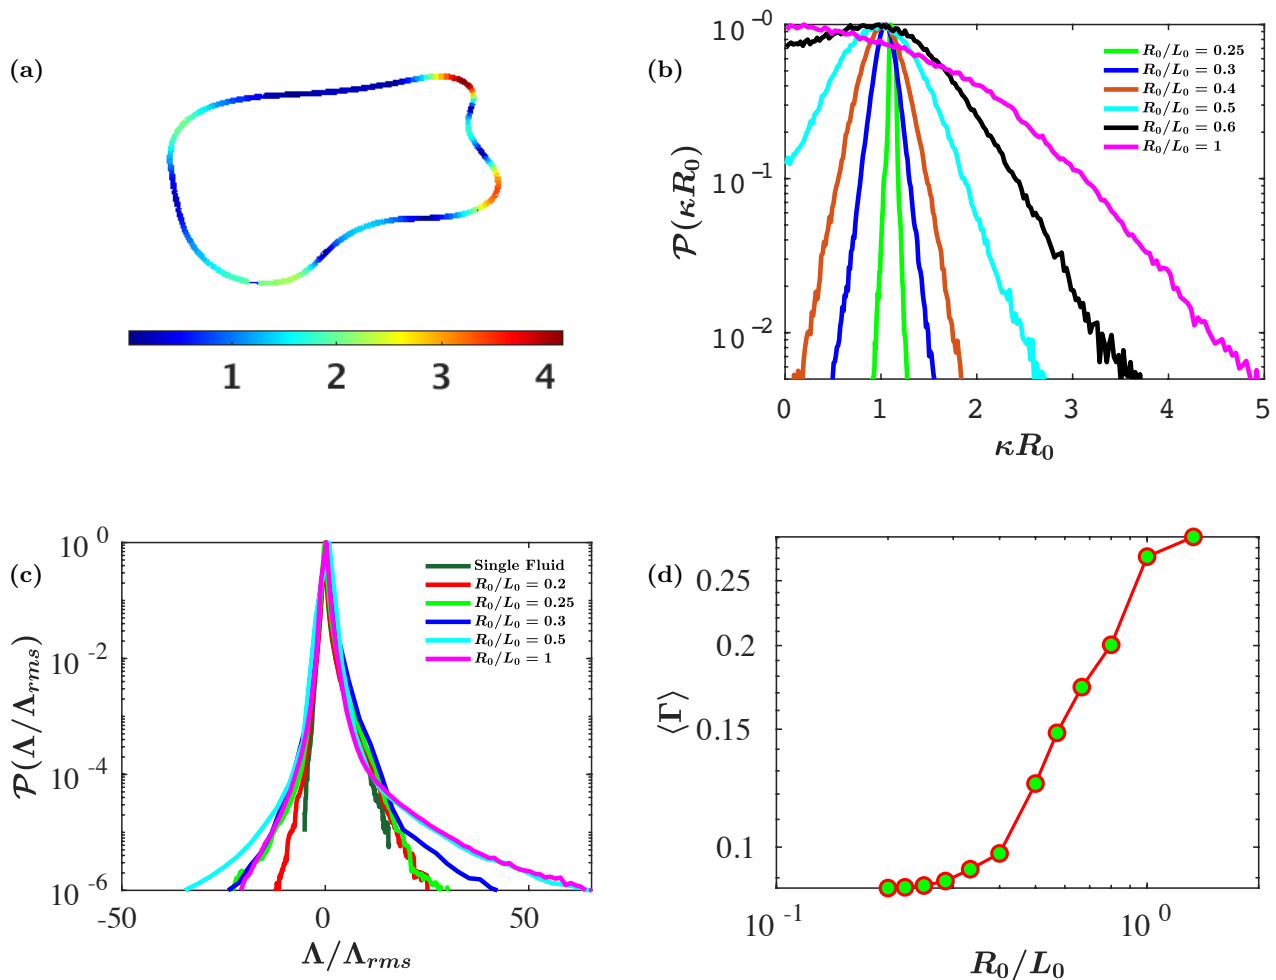 (a)
1 2 3 4
(b)
10⁻⁰
10⁻¹
10⁻²
P(κR₀)
R₀/L₀ = 0.25
R₀/L₀ = 0.3
R₀/L₀ = 0.4
R₀/L₀ = 0.5
R₀/L₀ = 0.6
R₀/L₀ = 1
0 1 2 3 4 5
κR₀
(c)
10⁰
10⁻²
10⁻⁴
10⁻⁶
P(Λ/Λrms)
Single Fluid
R₀/L₀ = 0.2
R₀/L₀ = 0.25
R₀/L₀ = 0.3
R₀/L₀ = 0.5
R₀/L₀ = 1
-50 0 50
Λ/Λrms
(d)
0.25
0.2
0.15
0.1
⟨Γ⟩
10⁻¹ 10⁰
R₀/L₀